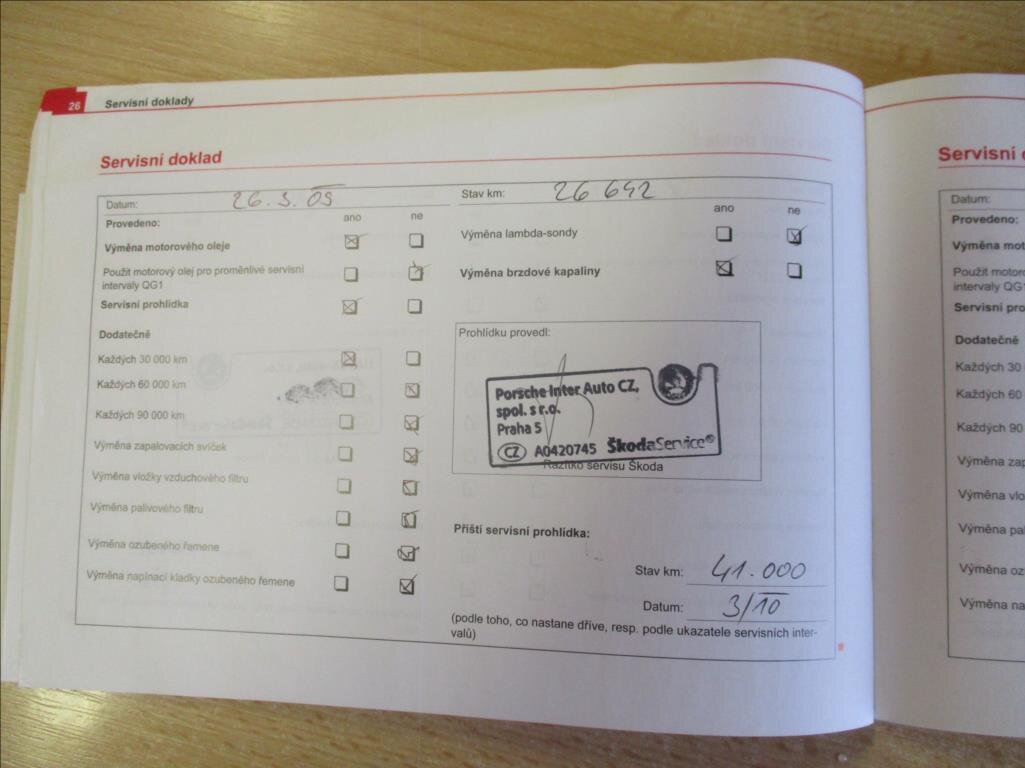 26 Servisní doklady
Servisní doklad
Datum: 26.3.09
Stav km: 26 642
Provedeno:
ano ne
Výměna motorového oleje
Použit motorový olej pro proměnlivé servisní
intervaly QG1
Servisní prohlídka
Dodatečně
Každých 30 000 km
Každých 60 000 km
Každých 90 000 km
Výměna zapalovacích svíček
Výměna vložky vzduchového filtru
Výměna palivového filtru
Výměna ozubeného řemene
Výměna napínací kladky ozubeného řemene
ano ne
Výměna lambda-sondy
Výměna brzdové kapaliny
Prohlídku provedl:
Porsche Inter Auto CZ,
spol. s r.o.
Praha 5
CZ A0420745 ŠkodaService®
Razítko servisu Škoda
Příští servisní prohlídka:
Stav km: 41.000
Datum: 3/10
(podle toho, co nastane dříve, resp. podle ukazatele servisních inter-
valů)
Servisní
Datum:
Provedeno:
Výměna mot
Použit motoro
intervaly QG1
Servisní pro
Dodatečně
Každých 30
Každých 60
Každých 90
Výměna zap
Výměna vlo
Výměna pal
Výměna oz
Výměna na